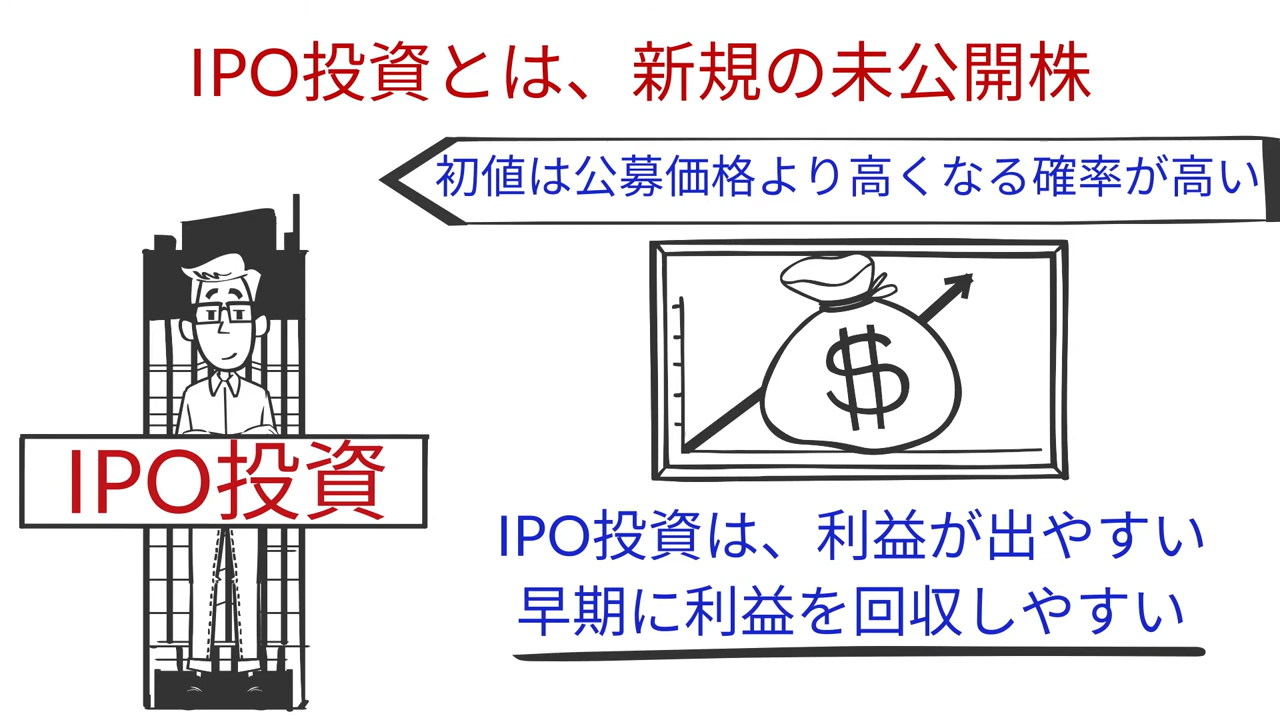 IPO投資とは、新規の未公開株
初値は公募価格より高くなる確率が高い
$
IPO投資
IPO投資は、利益が出やすい
早期に利益を回収しやすい